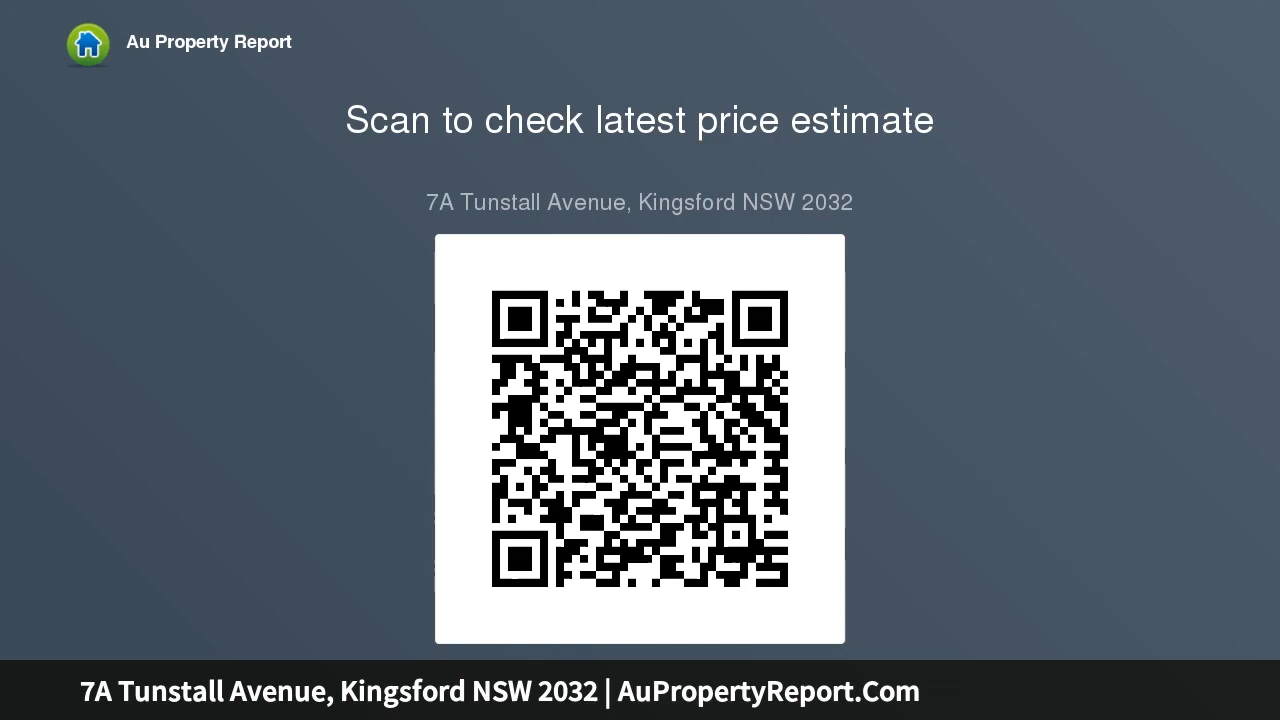 Au Property Report
Scan to check latest price estimate
7A Tunstall Avenue, Kingsford NSW 2032
7A Tunstall Avenue, Kingsford NSW 2032 | AuPropertyReport.Com